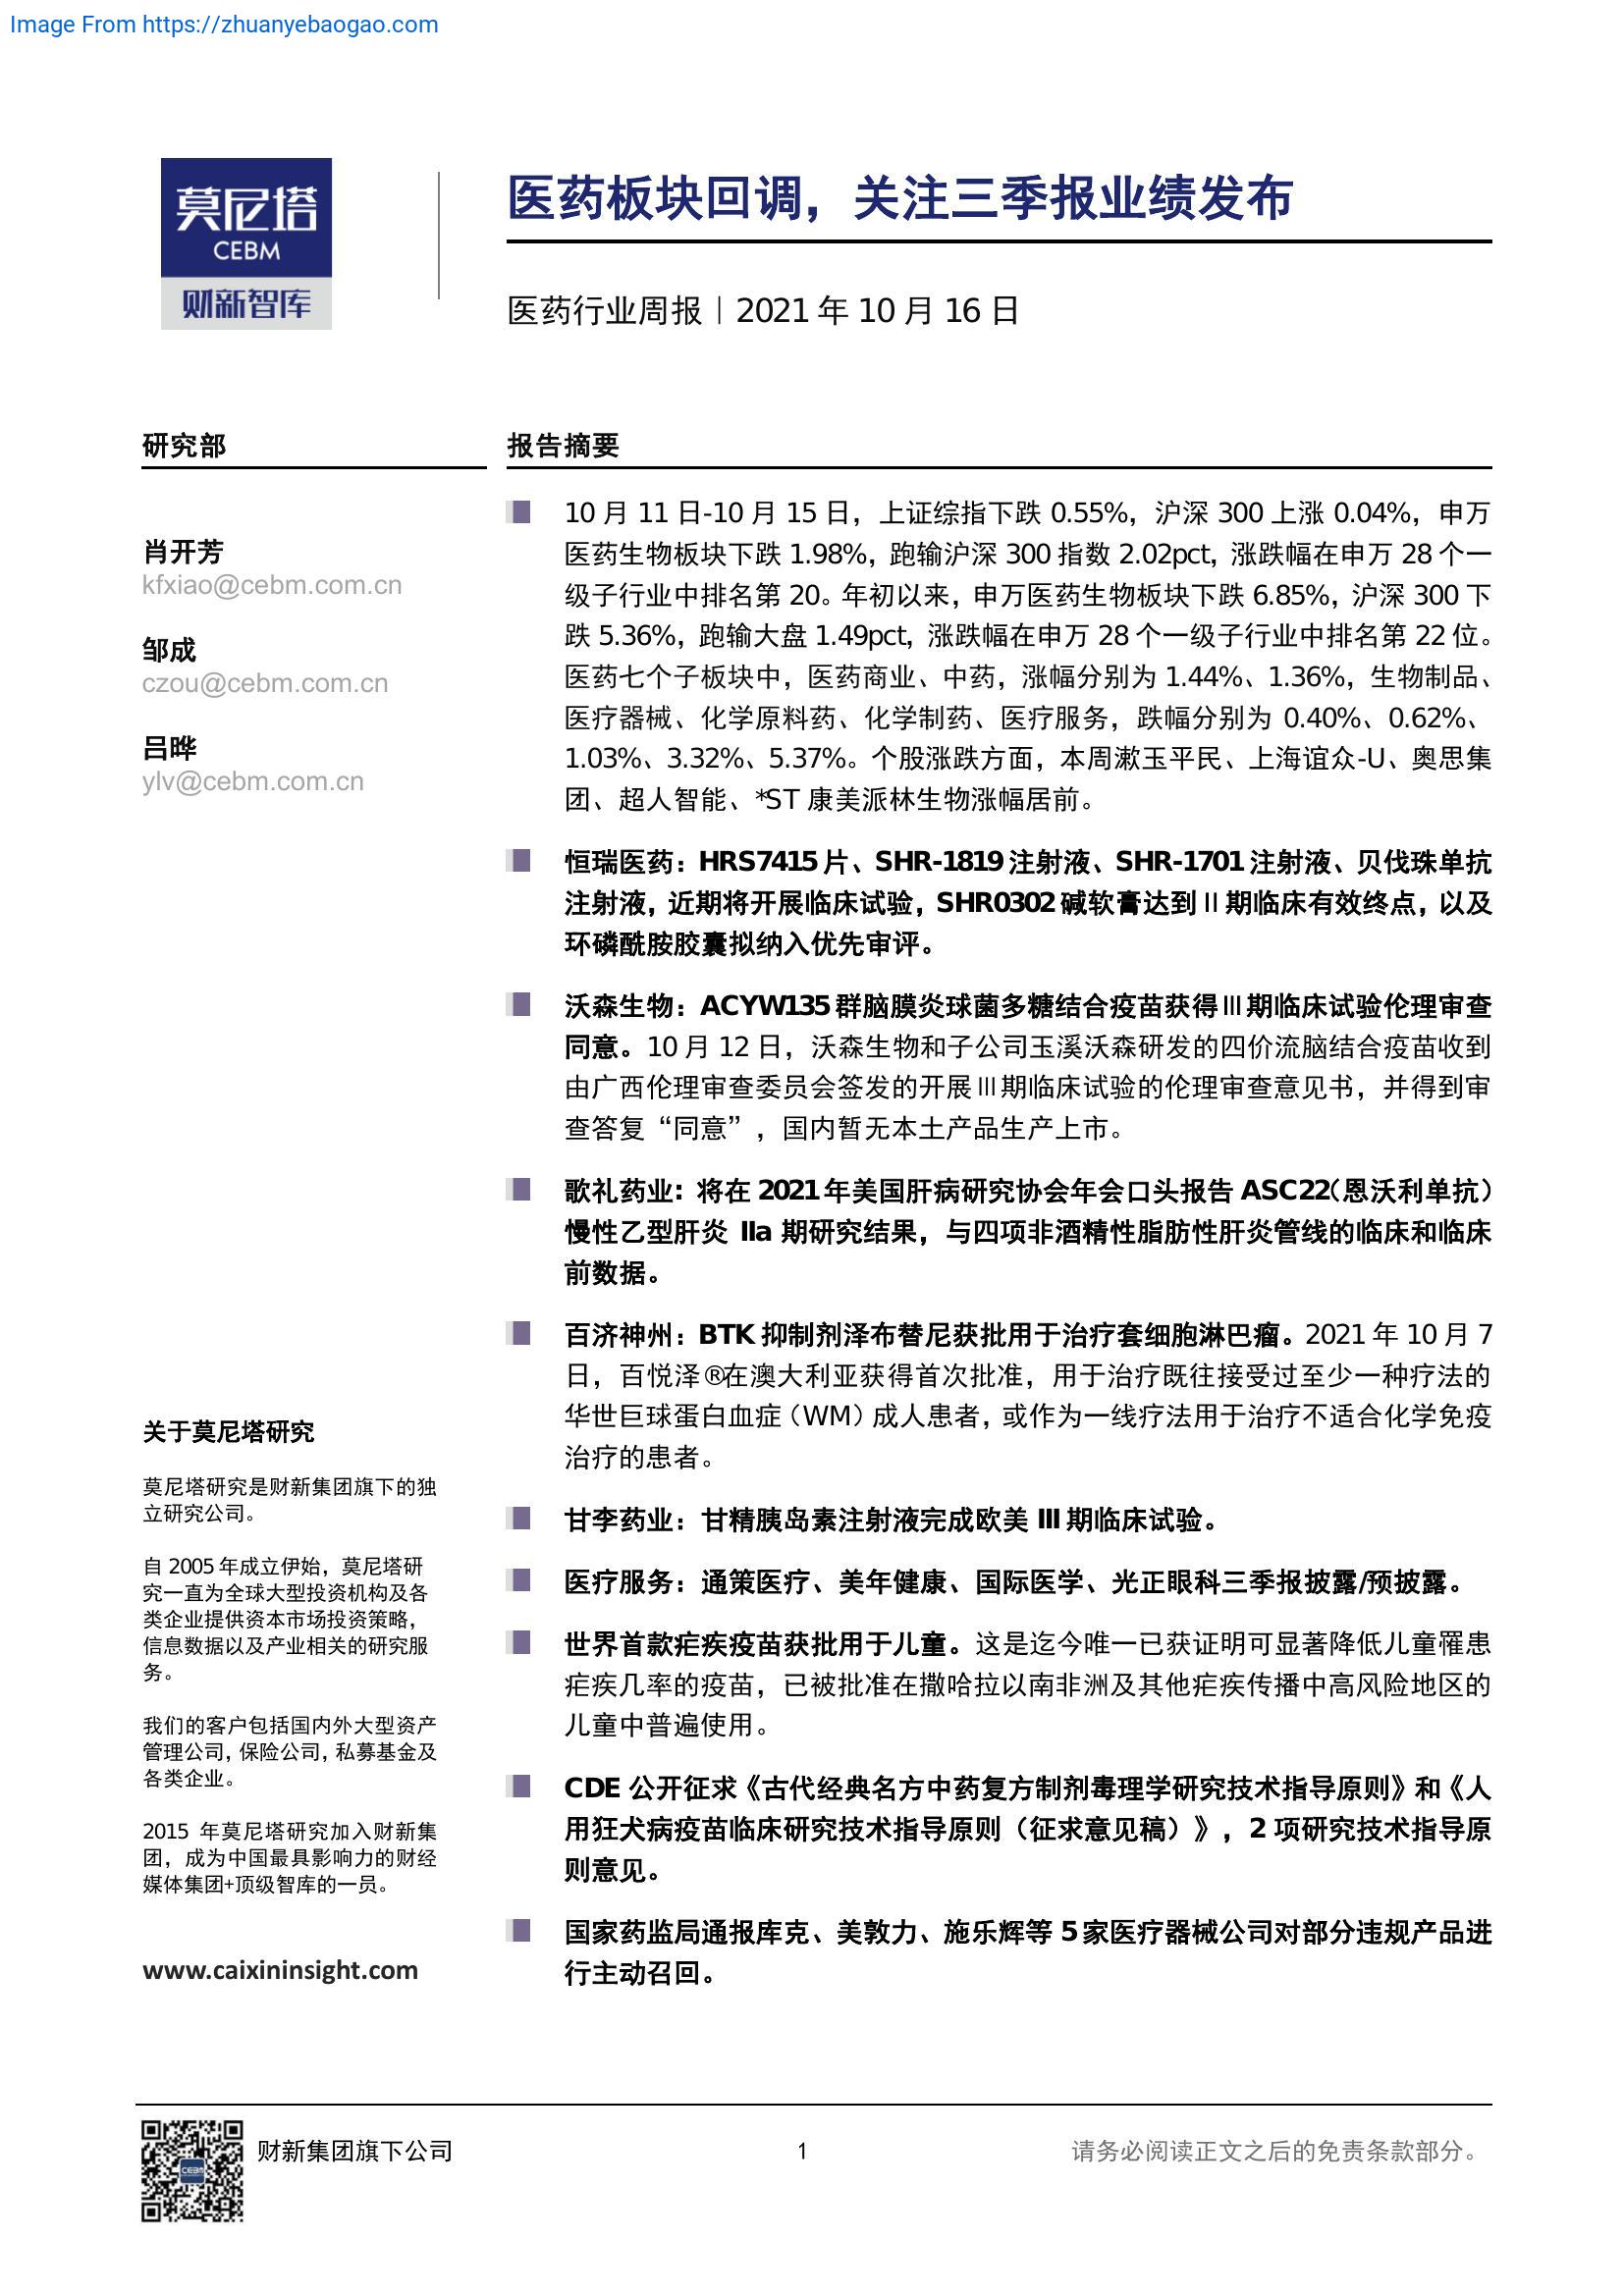 Image From https://zhuanyebaogao.com
莫尼塔
CEBM
财新智库
医药板块回调，关注三季报业绩发布
医药行业周报｜2021 年 10 月 16 日
研究部
肖开芳
kfxiao@cebm.com.cn
邹成
czou@cebm.com.cn
吕晔
ylv@cebm.com.cn
关于莫尼塔研究
莫尼塔研究是财新集团旗下的独
立研究公司。
自 2005 年成立伊始，莫尼塔研
究一直为全球大型投资机构及各
类企业提供资本市场投资策略，
信息数据以及产业相关的研究服
务。
我们的客户包括国内外大型资产
管理公司，保险公司，私募基金及
各类企业。
2015 年莫尼塔研究加入财新集
团，成为中国最具影响力的财经
媒体集团+顶级智库的一员。
www.caixininsight.com
报告摘要
10 月 11 日-10 月 15 日，上证综指下跌 0.55%，沪深 300 上涨 0.04%，申万
医药生物板块下跌 1.98%，跑输沪深 300 指数 2.02pct，涨跌幅在申万 28 个一
级子行业中排名第 20。年初以来，申万医药生物板块下跌 6.85%，沪深 300 下
跌 5.36%，跑输大盘 1.49pct，涨跌幅在申万 28 个一级子行业中排名第 22 位。
医药七个子板块中，医药商业、中药，涨幅分别为 1.44%、1.36%，生物制品、
医疗器械、化学原料药、化学制药、医疗服务，跌幅分别为 0.40%、0.62%、
1.03%、3.32%、5.37%。个股涨跌方面，本周漱玉平民、上海谊众-U、奥思集
团、超人智能、*ST 康美派林生物涨幅居前。
恒瑞医药：HRS7415 片、SHR-1819 注射液、SHR-1701 注射液、贝伐珠单抗
注射液，近期将开展临床试验，SHR0302 碱软膏达到Ⅱ期临床有效终点，以及
环磷酰胺胶囊拟纳入优先审评。
沃森生物：ACYW135 群脑膜炎球菌多糖结合疫苗获得Ⅲ期临床试验伦理审查
同意。10 月 12 日，沃森生物和子公司玉溪沃森研发的四价流脑结合疫苗收到
由广西伦理审查委员会签发的开展Ⅲ期临床试验的伦理审查意见书，并得到审
查答复“同意”，国内暂无本土产品生产上市。
歌礼药业：将在 2021 年美国肝病研究协会年会口头报告 ASC22（恩沃利单抗）
慢性乙型肝炎 IIa 期研究结果，与四项非酒精性脂肪性肝炎管线的临床和临床
前数据。
百济神州：BTK 抑制剂泽布替尼获批用于治疗套细胞淋巴瘤。2021 年 10 月 7
日，百悦泽®在澳大利亚获得首次批准，用于治疗既往接受过至少一种疗法的
华世巨球蛋白血症（WM）成人患者，或作为一线疗法用于治疗不适合化学免疫
治疗的患者。
甘李药业：甘精胰岛素注射液完成欧美 III 期临床试验。
医疗服务：通策医疗、美年健康、国际医学、光正眼科三季报披露/预披露。
世界首款疟疾疫苗获批用于儿童。这是迄今唯一已获证明可显著降低儿童罹患
疟疾几率的疫苗，已被批准在撒哈拉以南非洲及其他疟疾传播中高风险地区的
儿童中普遍使用。
CDE 公开征求《古代经典名方中药复方制剂毒理学研究技术指导原则》和《人
用狂犬病疫苗临床研究技术指导原则（征求意见稿）》，2 项研究技术指导原
则意见。
国家药监局通报库克、美敦力、施乐辉等 5 家医疗器械公司对部分违规产品进
行主动召回。
CEBM
财新集团旗下公司
1
请务必阅读正文之后的免责条款部分。